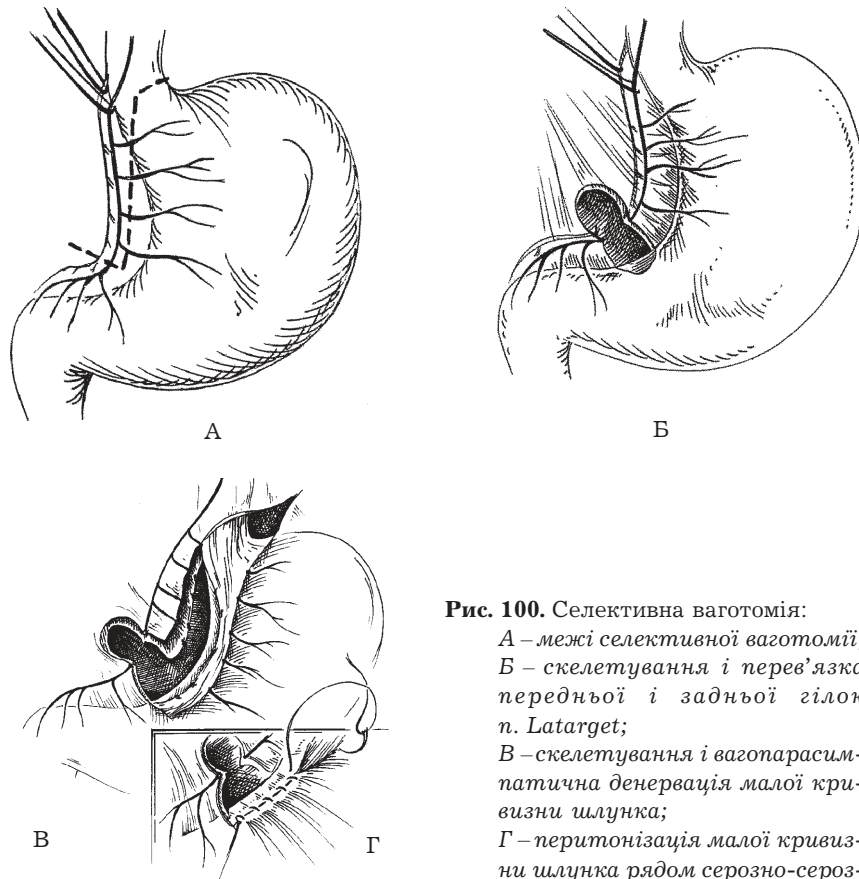 А
Б
В
Г
Рис. 100. Селективна ваготомія:
А – межі селективної ваготомії;
Б – скелетування і перев’язка
передньої і задньої гілок
n. Latarget;
В – скелетування і вагопарасим-
патична денервація малої кри-
визни шлунка;
Г – перитонізація малої кривиз-
ни шлунка рядом серозно-сероз-